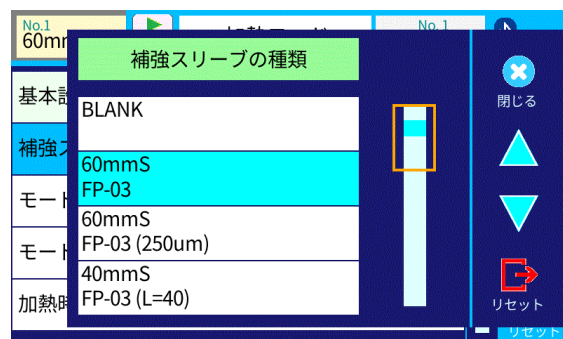 No.1
60mm
No.1
補強スリーブの種類
基本設
補強ス
モード
モード
加熱時
BLANK
60mmS
FP-03
60mmS
FP-03 (250um)
40mmS
FP-03 (L=40)
閉じる
リセット
リセット